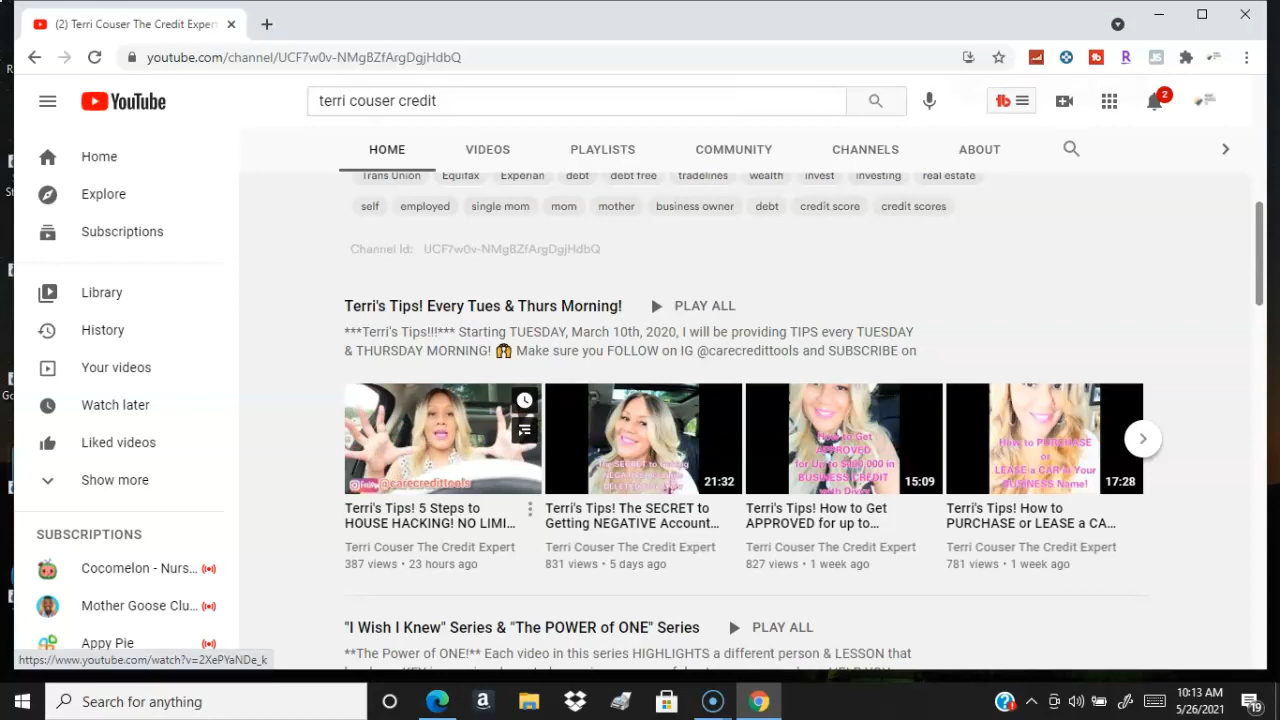 (2) Terri Couser The Credit Exper
youtube.com/channel/UCF7w0v-NMgBZfArgDgjHdbQ
YouTube
terri couser credit
2
HOME VIDEOS PLAYLISTS COMMUNITY CHANNELS ABOUT
Trans Union Equifax Experian debt debt free tradelines wealth invest investing real estate
self employed single mom mom mother business owner debt credit score credit scores
Channel Id: UCF7w0v-NMgBZfArgDgjHdbQ
Terri's Tips! Every Tues & Thurs Morning! PLAY ALL
***Terri's Tips!!!*** Starting TUESDAY, March 10th, 2020, I will be providing TIPS every TUESDAY
& THURSDAY MORNING! 🙌 Make sure you FOLLOW on IG @carecredittools and SUBSCRIBE on
@carecredittools
The SECRET to Getting
NEGATIVE
DELETED
21:32
How to Get
APPROVED
for Up to
in
BUSINESS CREDIT
with Divvy
15:09
How to PURCHASE
or
LEASE a CAR in Your
BUSINESS Name!
17:28
Terri's Tips! 5 Steps to
HOUSE HACKING! NO LIMI...
Terri Couser The Credit Expert
387 views • 23 hours ago
Terri's Tips! The SECRET to
Getting NEGATIVE Account...
Terri Couser The Credit Expert
831 views • 5 days ago
Terri's Tips! How to Get
APPROVED for up to...
Terri Couser The Credit Expert
827 views • 1 week ago
Terri's Tips! How to
PURCHASE or LEASE a CA...
Terri Couser The Credit Expert
781 views • 1 week ago
"I Wish I Knew" Series & "The POWER of ONE" Series PLAY ALL
**The Power of ONE!** Each video in this series HIGHLIGHTS a different person & LESSON that
Home
Explore
Subscriptions
Library
History
Your videos
Watch later
Liked videos
Show more
SUBSCRIPTIONS
Cocomelon - Nurs...
Mother Goose Clu...
Appy Pie
https://www.youtube.com/watch?v=2XePYaNDe_k
Search for anything
10:13 AM
5/26/2021
19